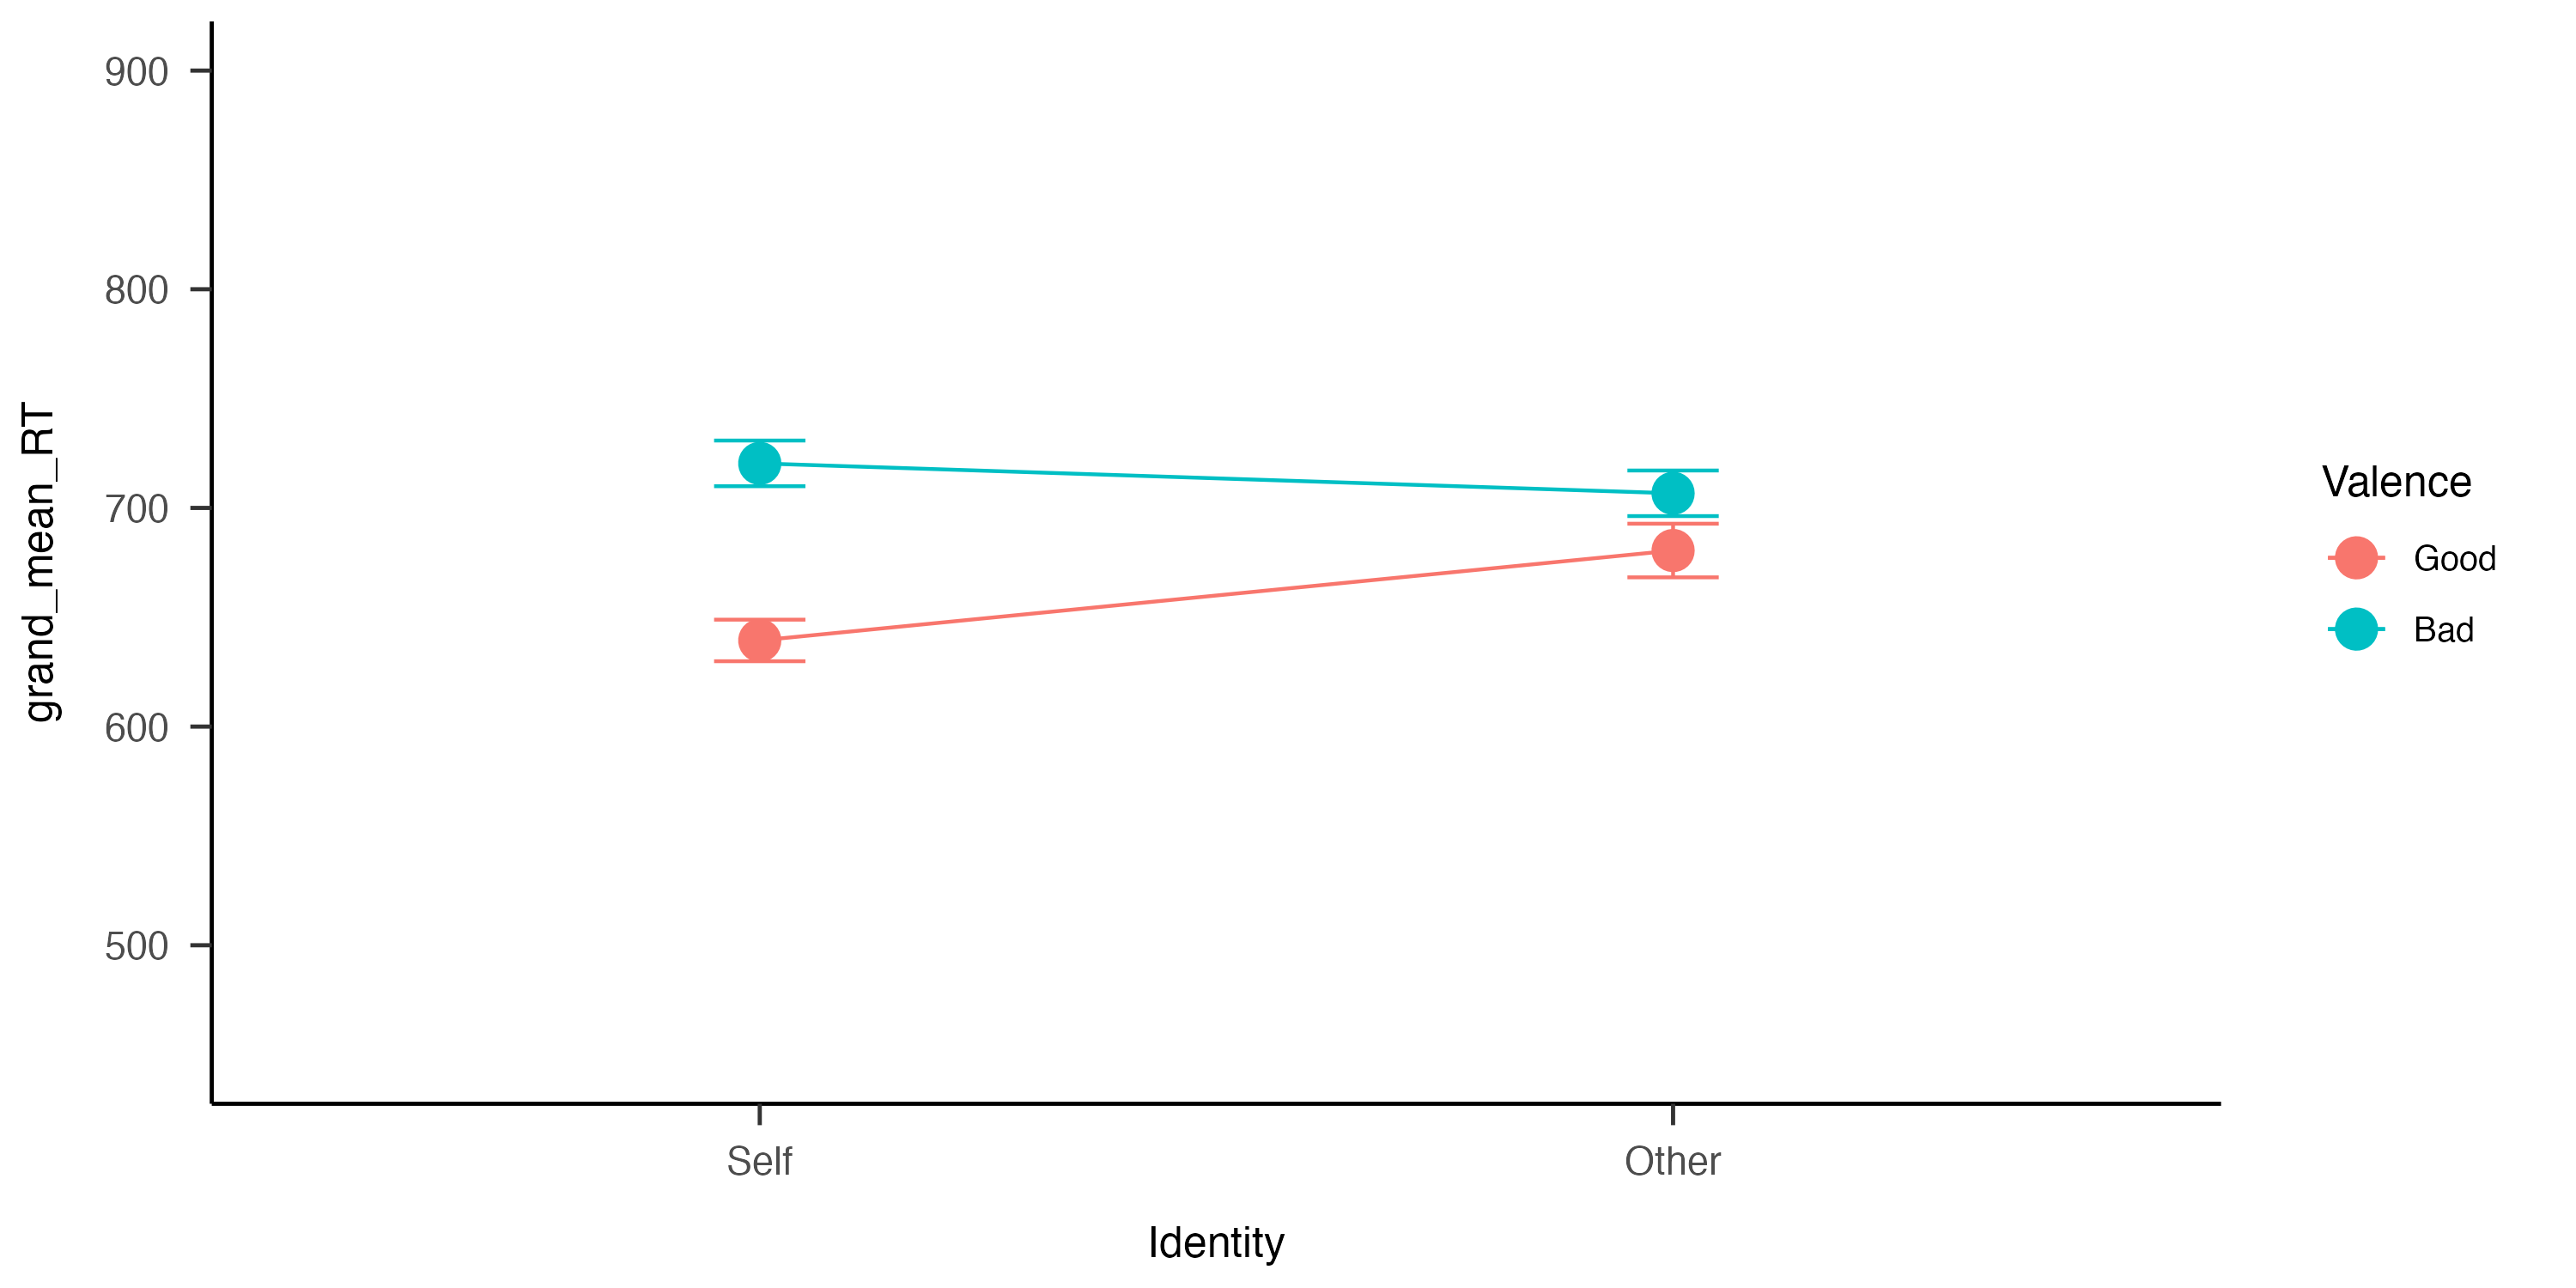 900
800
700
600
500
grand_mean_RT
Self
Other
Identity
Valence
Good
Bad